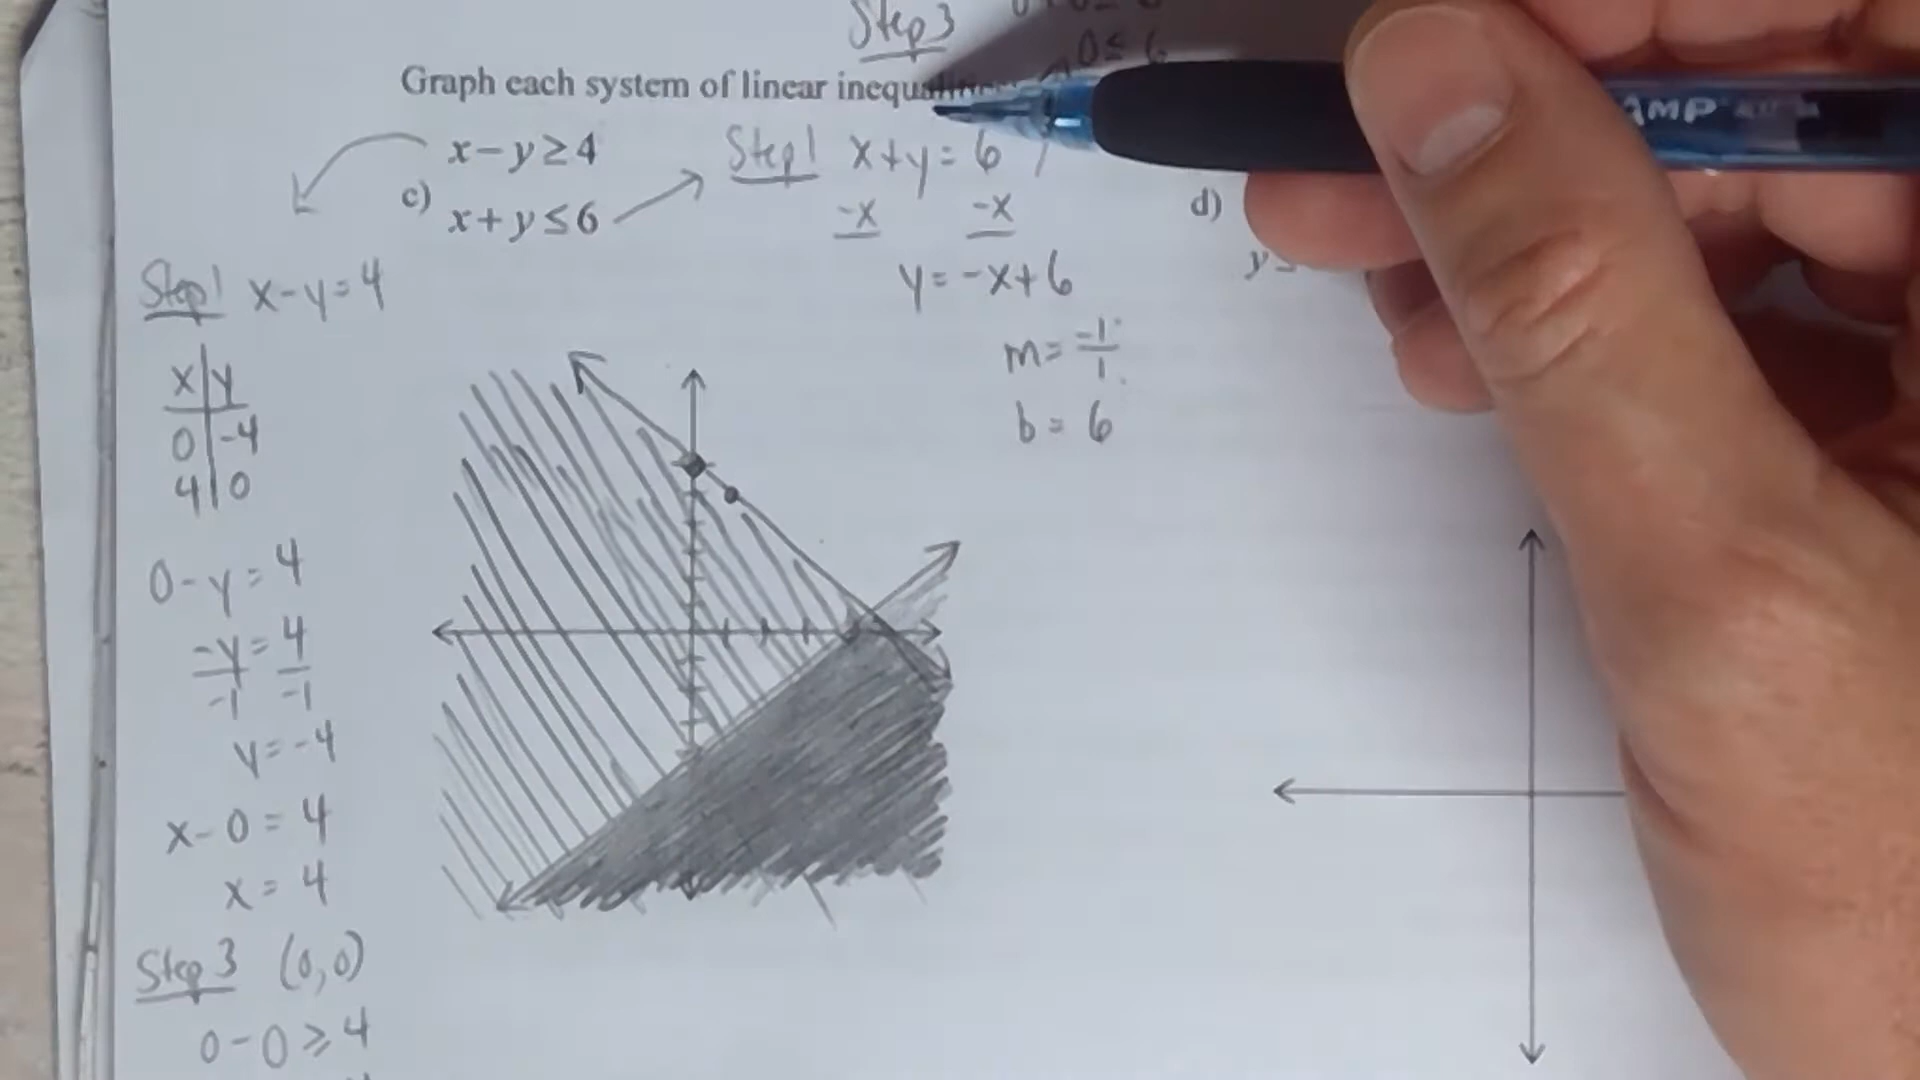 Step 3
0 ≤ 6
Graph each system of linear
c)
x − y ≥ 4
x + y ≤ 6
Step 1 x + y = 6
-x -x
y = -x + 6
m = -1/1
b = 6
d)
Step 1 x - y = 4
x | y
0 | -4
4 | 0
0 - y = 4
-y = 4
-1 -1
y = -4
x - 0 = 4
x = 4
Step 3 (0,0)
0 - 0 ≥ 4